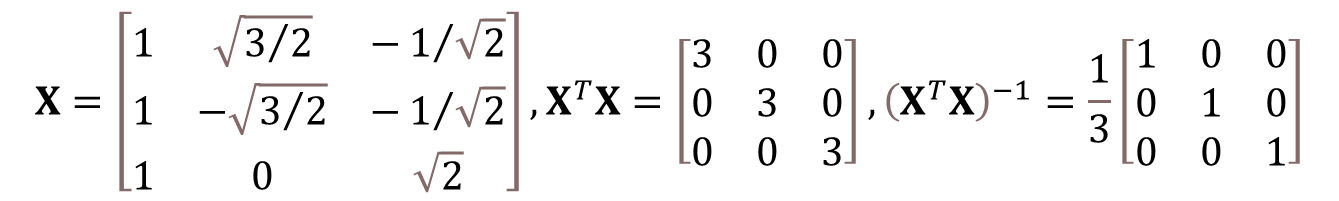 𝐗 = [1 √3/2 − 1/√2; 1 −√3/2 − 1/√2; 1 0 √2], 𝐗ᵀ𝐗 = [3 0 0; 0 3 0; 0 0 3], (𝐗ᵀ𝐗)⁻¹ = 1/3 [1 0 0; 0 1 0; 0 0 1]